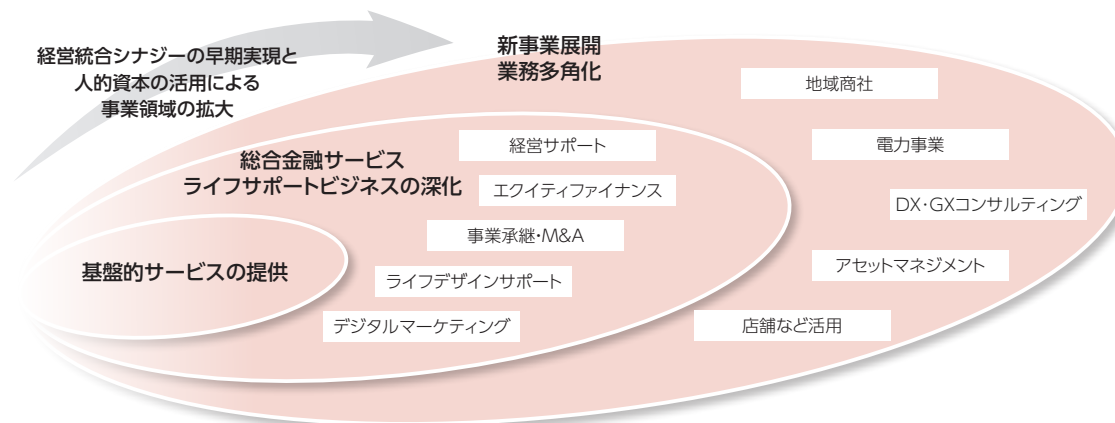 経営統合シナジーの早期実現と
人的資本の活用による
事業領域の拡大
新事業展開
業務多角化
地域商社
電力事業
DX・GXコンサルティング
アセットマネジメント
店舗など活用
総合金融サービス
ライフサポートビジネスの深化
経営サポート
エクイティファイナンス
事業承継・M&A
ライフデザインサポート
デジタルマーケティング
基盤的サービスの提供